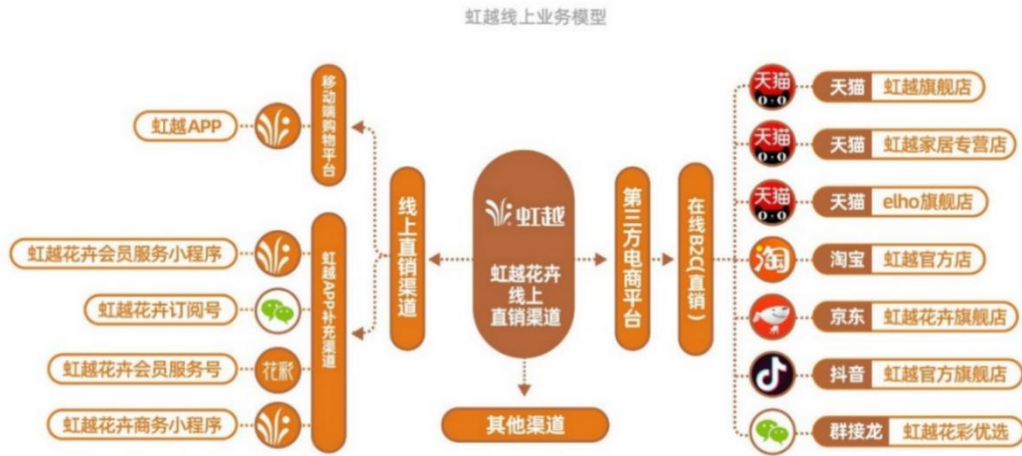 虹越线上业务模型
移动端购物平台
虹越APP
虹越APP补充渠道
虹越花卉会员服务小程序
虹越花卉订阅号
花彩
虹越花卉会员服务号
虹越花卉商务小程序
线上直销渠道
虹越
虹越花卉
线上
直销渠道
其他渠道
第三方电商平台
在线B2C(直销)
天猫
天猫 虹越旗舰店
天猫
天猫 虹越家居专营店
天猫
天猫 elho旗舰店
淘
淘宝 虹越官方店
京东 虹越花卉旗舰店
抖音 虹越官方旗舰店
群接龙 虹越花彩优选